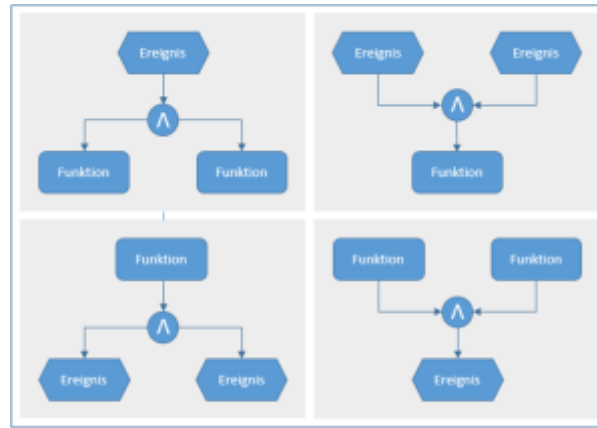 Ereignis
Λ
Funktion Funktion
Ereignis Ereignis
Λ
Funktion
Funktion
Λ
Ereignis Ereignis
Funktion Funktion
Λ
Ereignis